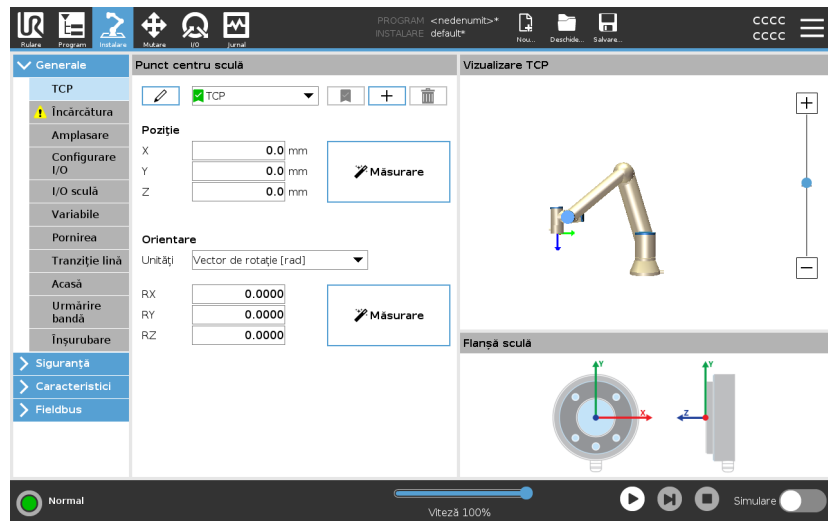 UR
Rulare
Program
Instalare
Mutare
I/O
Jurnal
PROGRAM <nedenumit>*
INSTALARE default*
Nou...
Deschide...
Salvare...
cccc
cccc
Generale
TCP
Încărcătura
Amplasare
Configurare
I/O
I/O sculă
Variabile
Pornirea
Tranziție lină
Acasă
Urmărire
bandă
Înșurubare
Siguranță
Caracteristici
Fieldbus
Punct centru sculă
TCP
Poziție
X 0.0 mm
Y 0.0 mm
Z 0.0 mm
Măsurare
Orientare
Unități Vector de rotație [rad]
RX 0.0000
RY 0.0000
RZ 0.0000
Măsurare
Vizualizare TCP
Flanșă sculă
Y
X
Y
Z
Normal
Viteză 100%
Simulare